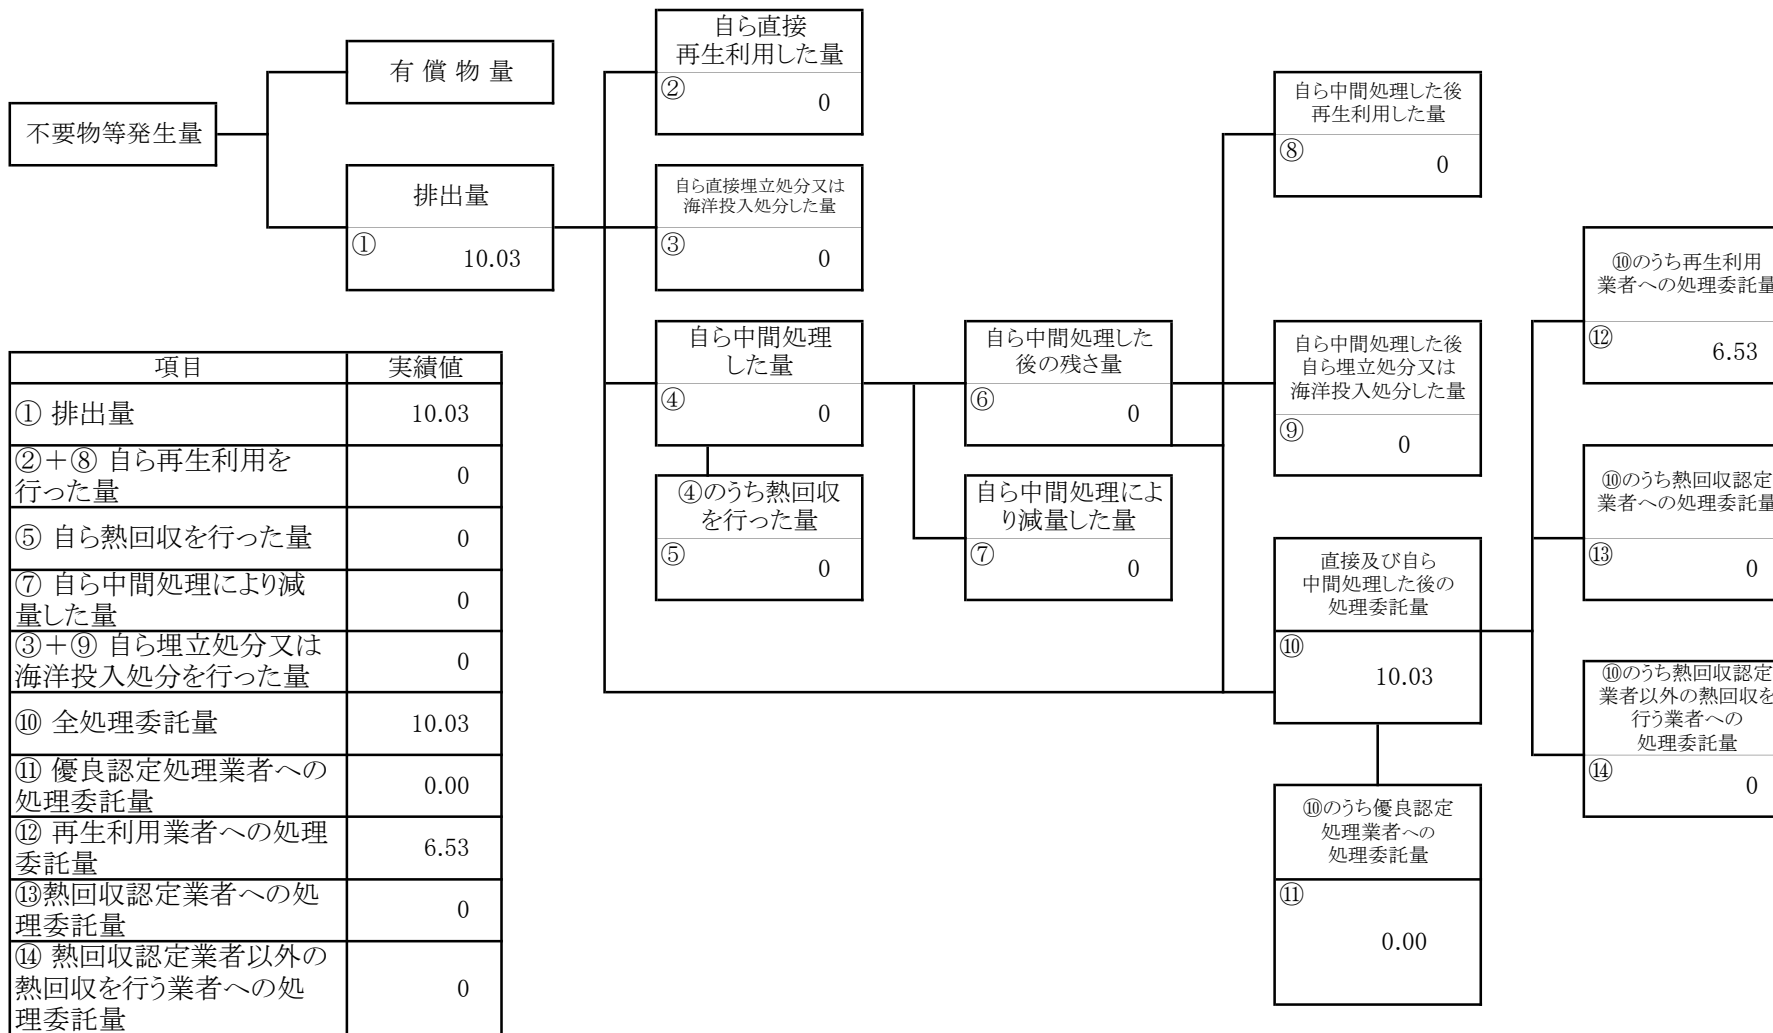 不要物等発生量
有 償 物 量
排出量
①
10.03
自ら直接
再生利用した量
②
0
自ら直接埋立処分又は
海洋投入処分した量
③
0
自ら中間処理
した量
④
0
④のうち熱回収
を行った量
⑤
0
自ら中間処理した
後の残さ量
⑥
0
自ら中間処理によ
り減量した量
⑦
0
自ら中間処理した後
再生利用した量
⑧
0
自ら中間処理した後
自ら埋立処分又は
海洋投入処分した量
⑨
0
直接及び自ら
中間処理した後の
処理委託量
⑩
10.03
⑩のうち優良認定
処理業者への
処理委託量
⑪
0.00
⑩のうち再生利用
業者への処理委託量
⑫
6.53
⑩のうち熱回収認定
業者への処理委託量
⑬
0
⑩のうち熱回収認定
業者以外の熱回収を
行う業者への
処理委託量
⑭
0
項目 実績値
① 排出量 10.03
②＋⑧ 自ら再生利用を
行った量 0
⑤ 自ら熱回収を行った量 0
⑦ 自ら中間処理により減
量した量 0
③＋⑨ 自ら埋立処分又は
海洋投入処分を行った量 0
⑩ 全処理委託量 10.03
⑪ 優良認定処理業者への
処理委託量 0.00
⑫ 再生利用業者への処理
委託量 6.53
⑬熱回収認定業者への処
理委託量 0
⑭ 熱回収認定業者以外の
熱回収を行う業者への処
理委託量 0